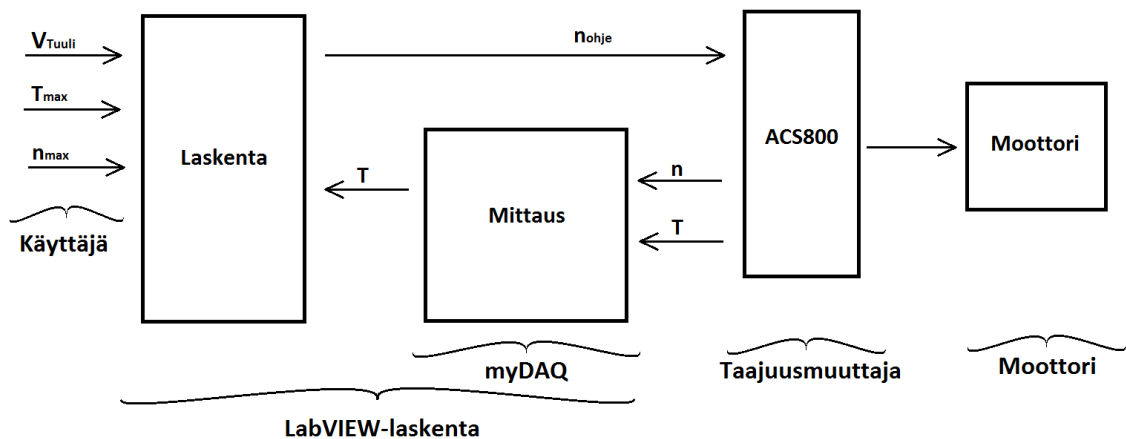 VTuuli
Tmax
nmax
Käyttäjä
Laskenta
nohje
T
Mittaus
n
T
ACS800
Moottori
myDAQ
Taajuusmuuttaja
Moottori
LabVIEW-laskenta